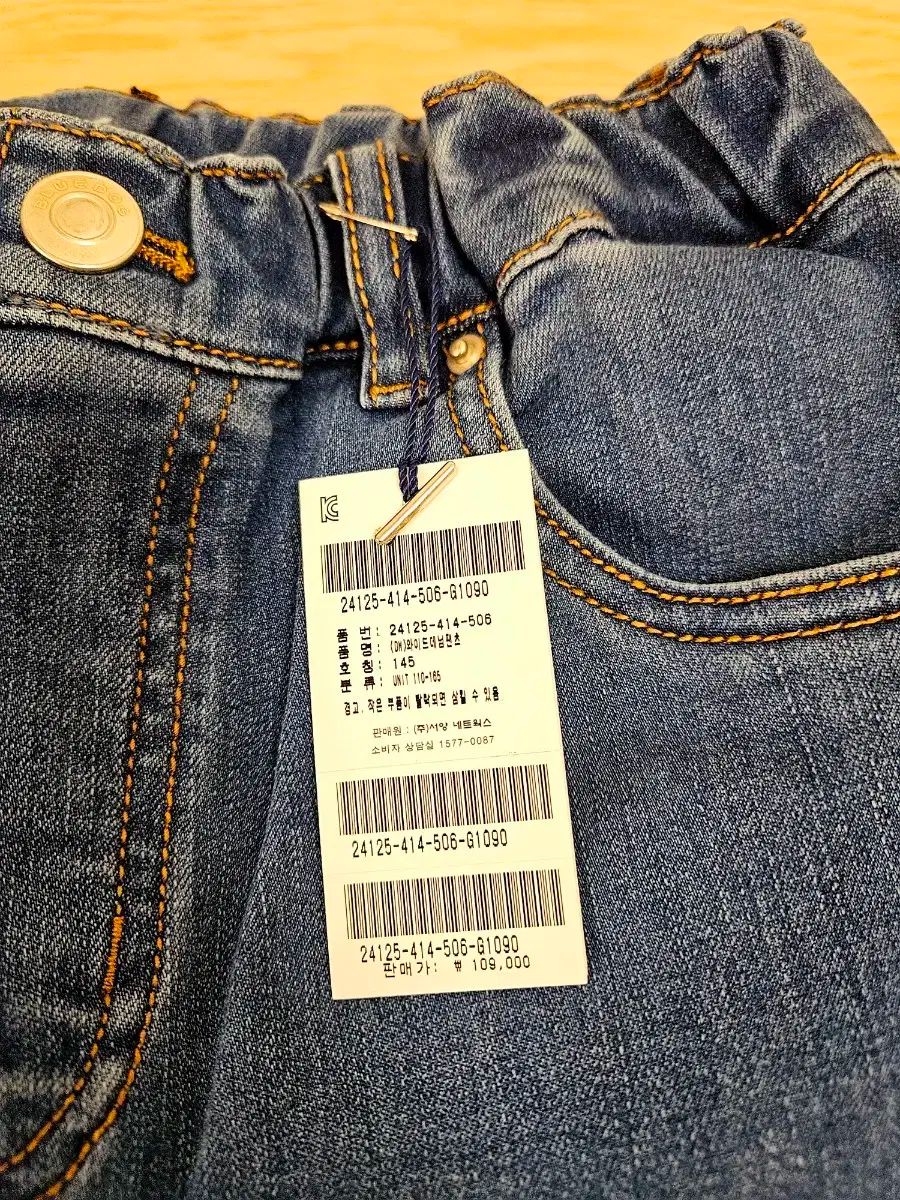 24125-414-506-G1090
품 번: 24125-414-506
품 명: (DH)와이드데님팬츠
호 칭: 145
분 류: UNIT 110-165
경고, 작은 부품이 탈락되면 삼킬 수 있음
판매원 : (주)서양 네트웍스
소비자 상담실 1577-0087
24125-414-506-G1090
24125-414-506-G1090
판매가: ₩ 109,000